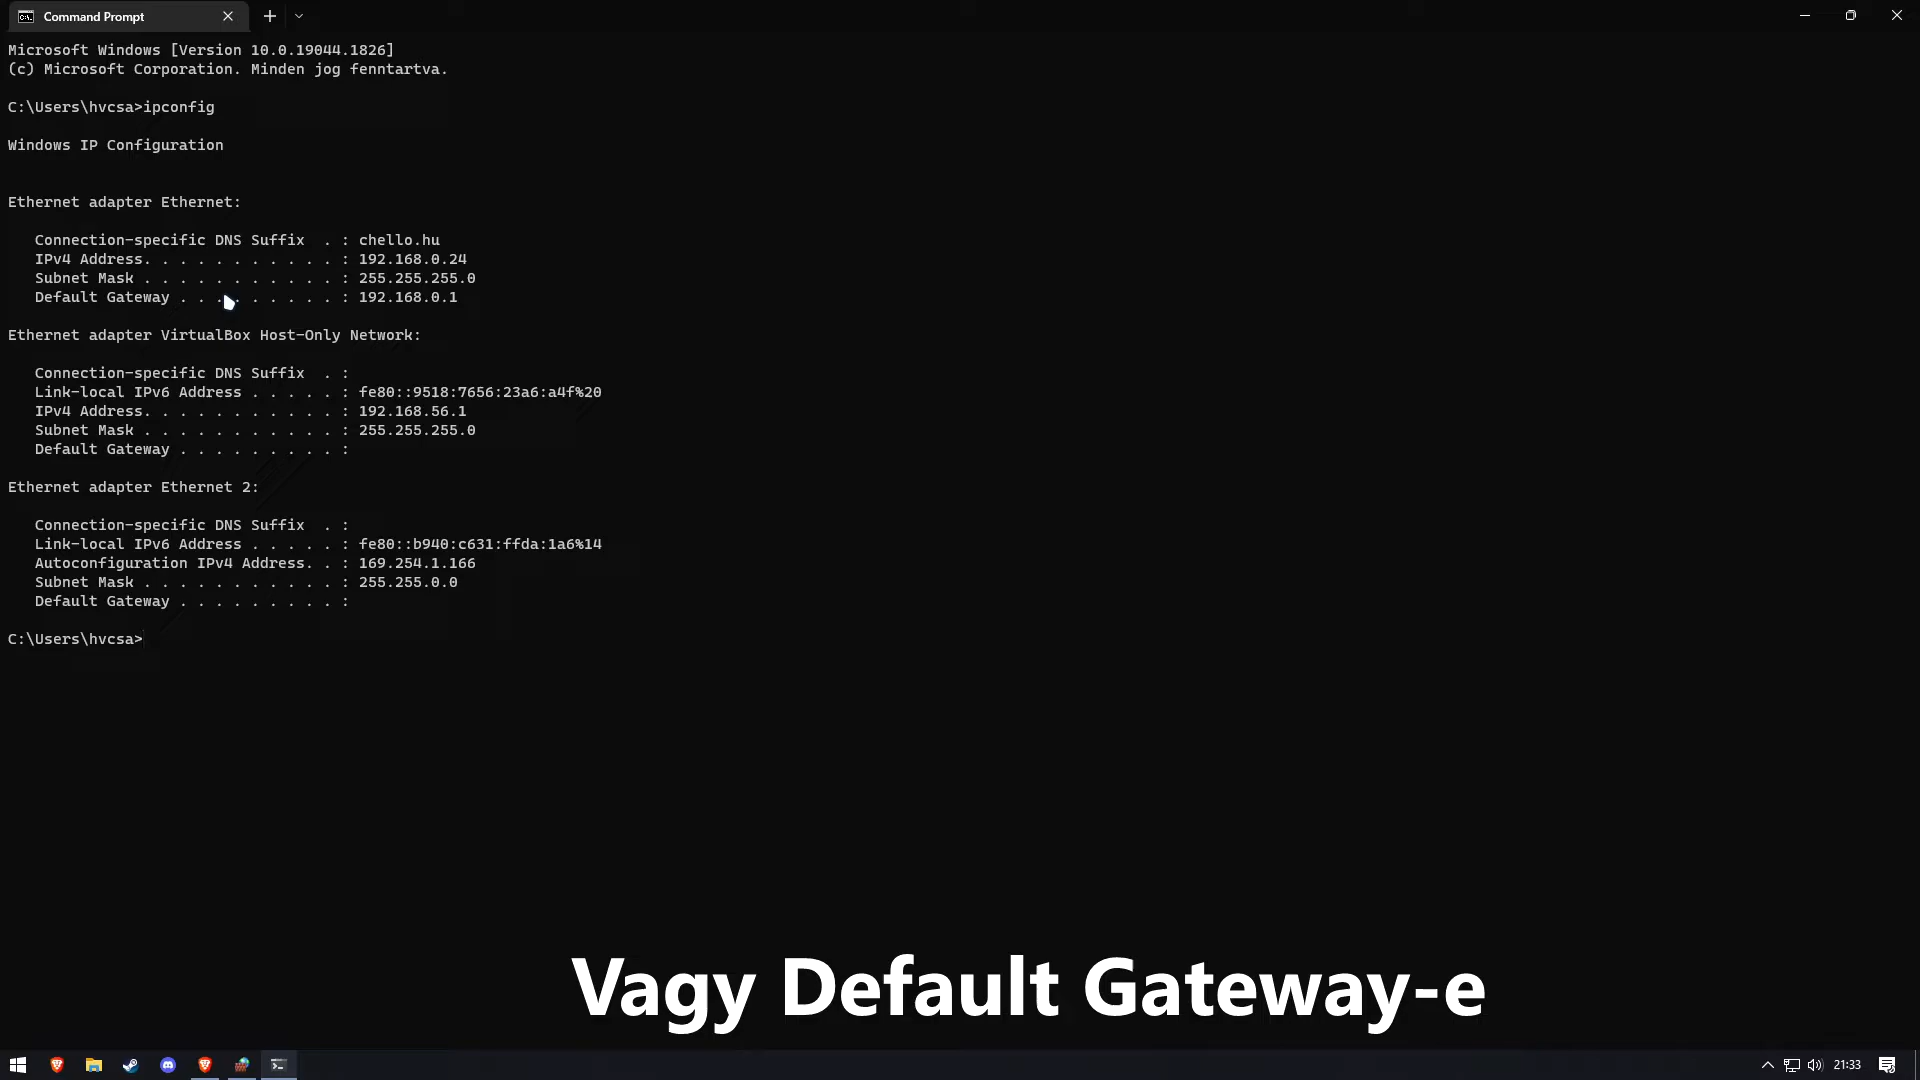 Command Prompt
Microsoft Windows [Version 10.0.19044.1826]
(c) Microsoft Corporation. Minden jog fenntartva.
C:\Users\hvcsa>ipconfig
Windows IP Configuration
Ethernet adapter Ethernet:
Connection-specific DNS Suffix  . : chello.hu
IPv4 Address. . . . . . . . . . . : 192.168.0.24
Subnet Mask . . . . . . . . . . . : 255.255.255.0
Default Gateway . . . . . . . . . : 192.168.0.1
Ethernet adapter VirtualBox Host-Only Network:
Connection-specific DNS Suffix  . :
Link-local IPv6 Address . . . . . : fe80::9518:7656:23a6:a4f%20
IPv4 Address. . . . . . . . . . . : 192.168.56.1
Subnet Mask . . . . . . . . . . . : 255.255.255.0
Default Gateway . . . . . . . . . :
Ethernet adapter Ethernet 2:
Connection-specific DNS Suffix  . :
Link-local IPv6 Address . . . . . : fe80::b940:c631:ffda:1a6%14
Autoconfiguration IPv4 Address. . : 169.254.1.166
Subnet Mask . . . . . . . . . . . : 255.255.0.0
Default Gateway . . . . . . . . . :
C:\Users\hvcsa>
Vagy Default Gateway-e
21:33